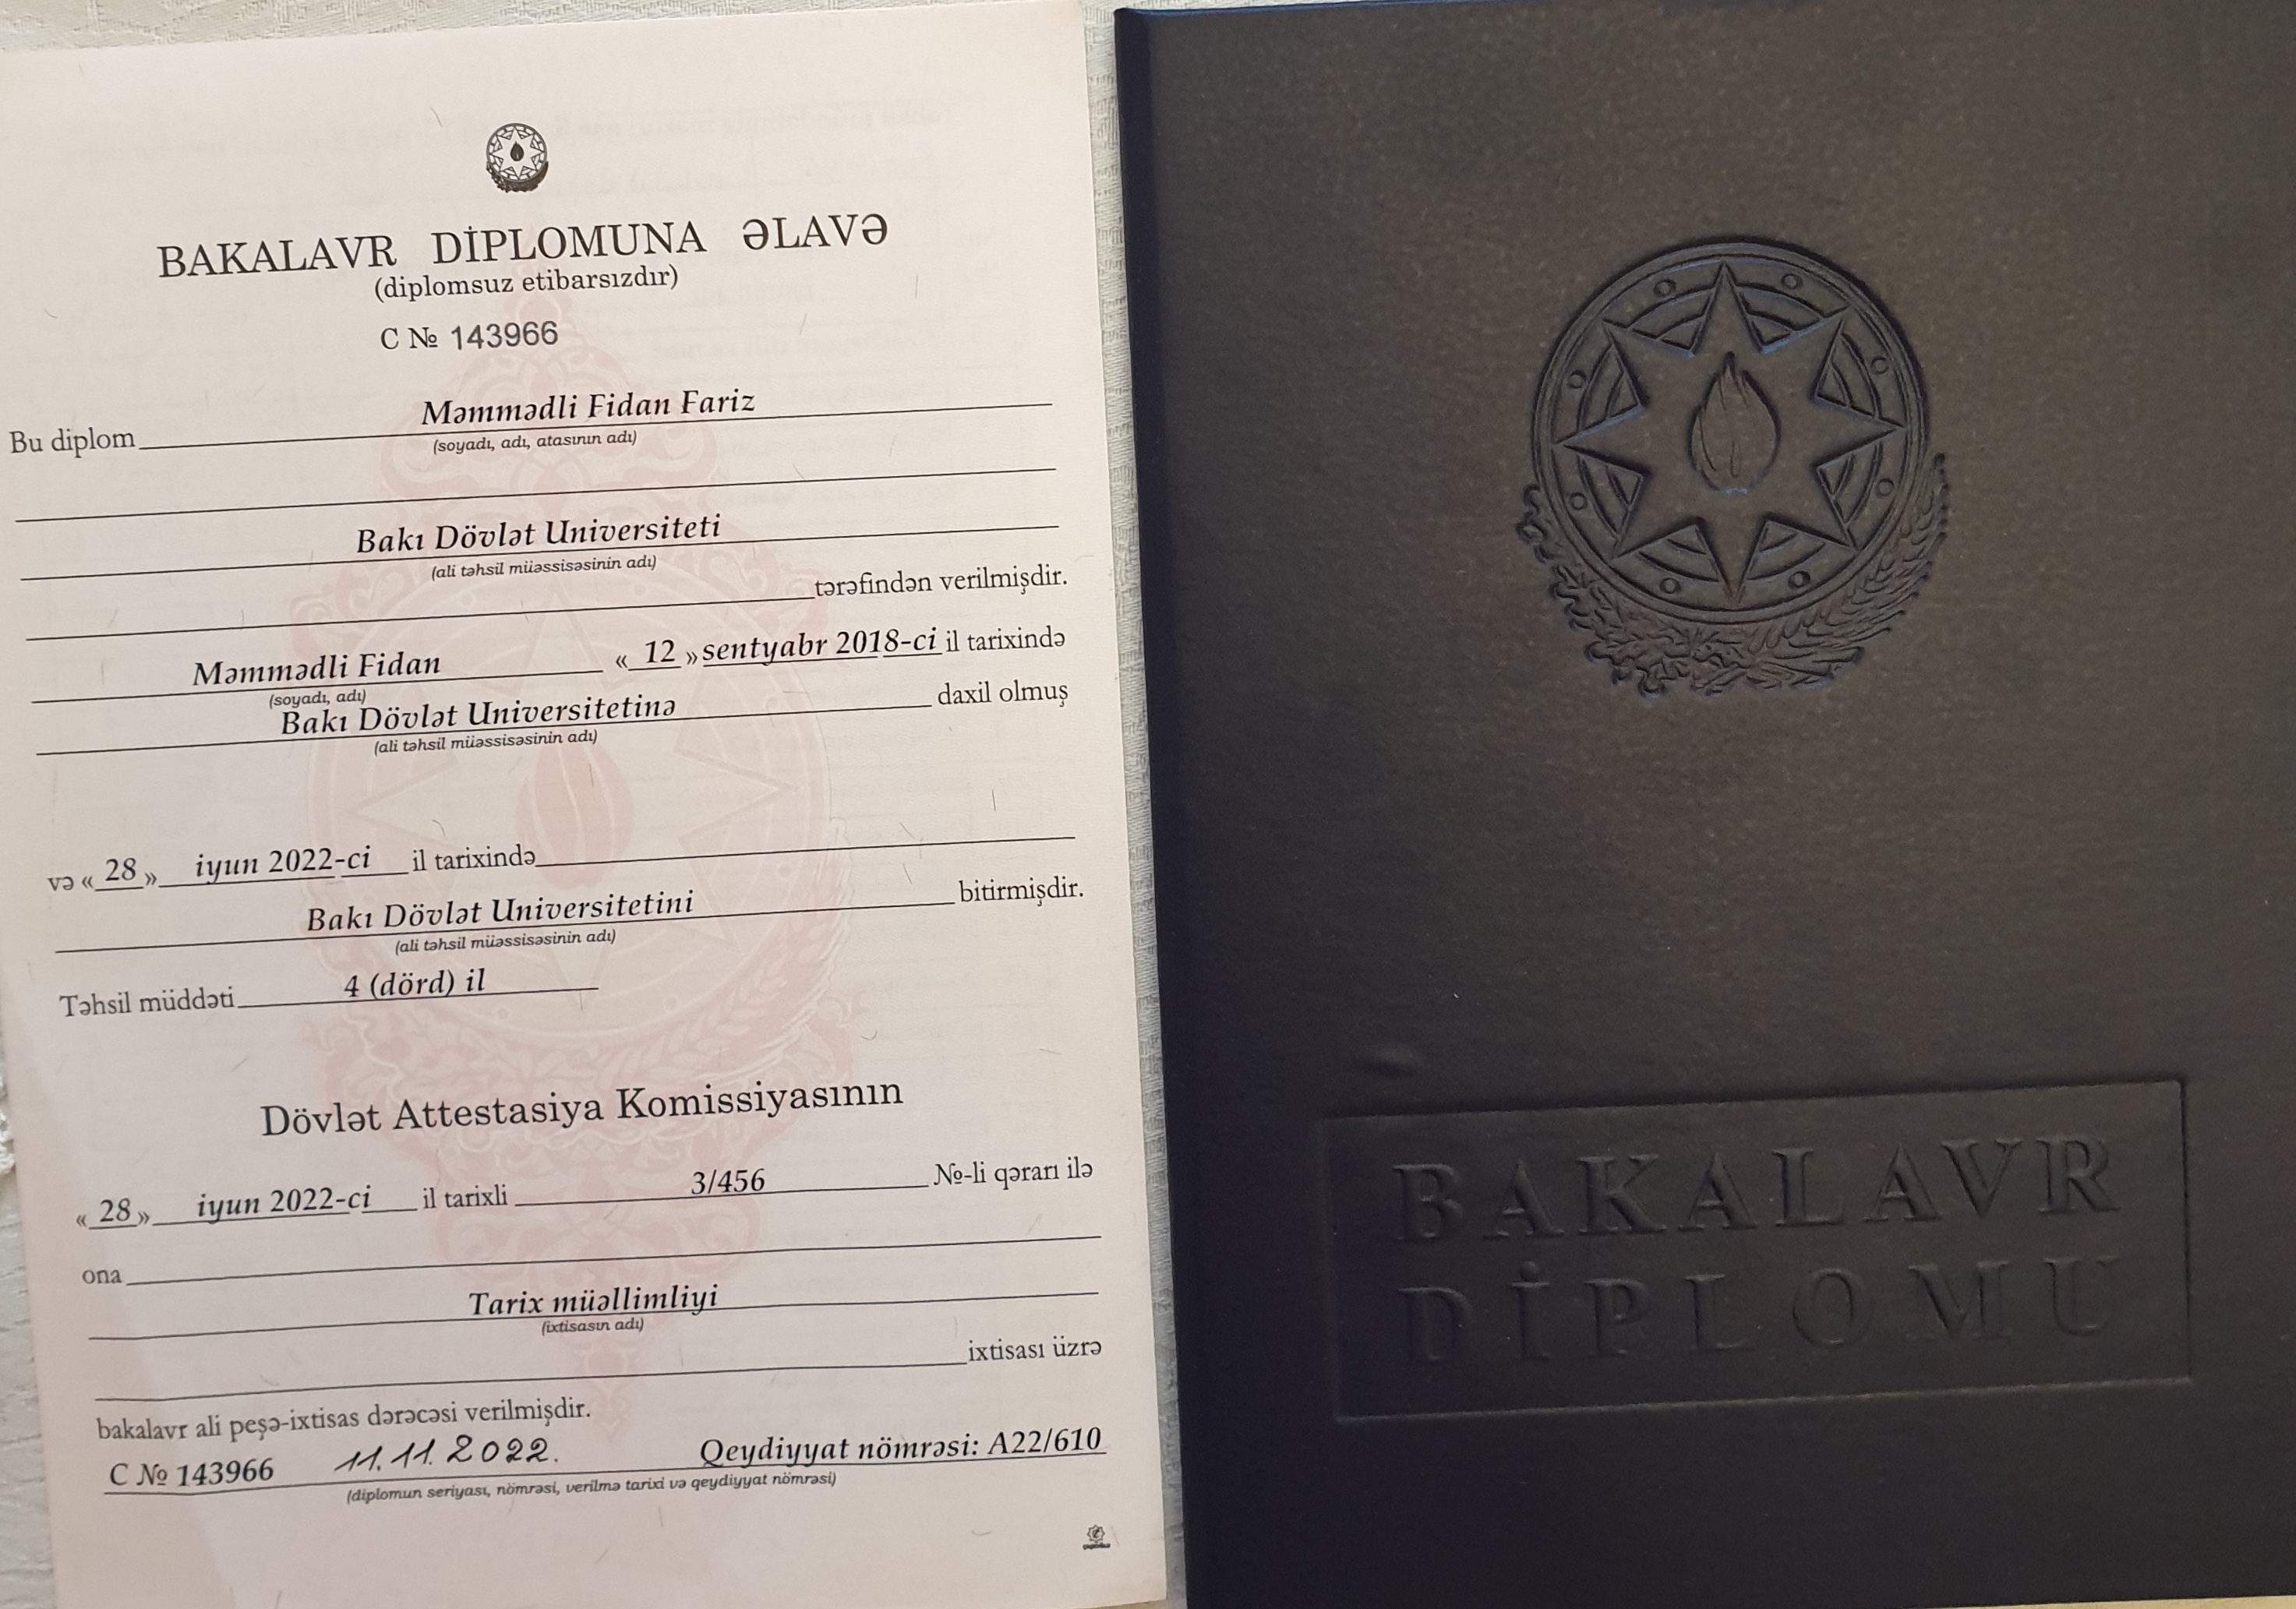 BAKALAVR DİPLOMUNA ƏLAVƏ
(diplomsuz etibarsızdır)
C № 143966
Bu diplom Məmmədli Fidan Fariz
(soyadı, adı, atasının adı)
Bakı Dövlət Universiteti
(ali təhsil müəssisəsinin adı)
tərəfindən verilmişdir.
Məmmədli Fidan « 12 » sentyabr 2018-ci il tarixində
(soyadı, adı)
Bakı Dövlət Universitetinə daxil olmuş
(ali təhsil müəssisəsinin adı)
və « 28 » iyun 2022-ci il tarixində
Bakı Dövlət Universitetini bitirmişdir.
(ali təhsil müəssisəsinin adı)
Təhsil müddəti 4 (dörd) il
Dövlət Attestasiya Komissiyasının
« 28 » iyun 2022-ci il tarixli 3/456 №-li qərarı ilə
ona
Tarix müəllimliyi
(ixtisasın adı)
ixtisası üzrə
bakalavr ali peşə-ixtisas dərəcəsi verilmişdir.
C № 143966 11.11.2022. Qeydiyyat nömrəsi: A22/610
(diplomun seriyası, nömrəsi, verilmə tarixi və qeydiyyat nömrəsi)
BAKALAVR
DİPLOMU